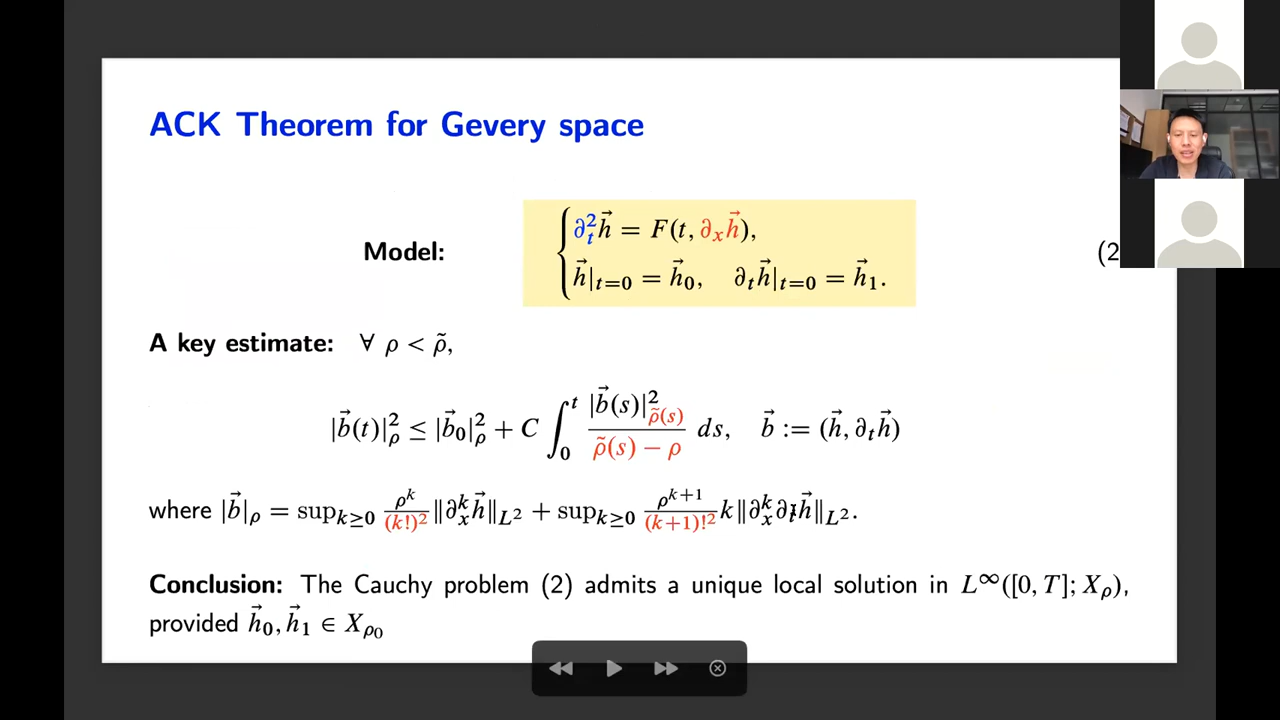 ACK Theorem for Gevery space
Model: { ∂_t^2 \vec{h} = F(t, ∂_x \vec{h}),
\vec{h}|_{t=0} = \vec{h}_0, ∂_t \vec{h}|_{t=0} = \vec{h}_1. (2
A key estimate: ∀ ρ < \tilde{ρ},
|\vec{b}(t)|_ρ^2 ≤ |\vec{b}_0|_ρ^2 + C ∫_0^t \frac{|\vec{b}(s)|_{\tilde{ρ}(s)}^2}{\tilde{ρ}(s) − ρ} ds, \vec{b} := (\vec{h}, ∂_t \vec{h})
where |\vec{b}|_ρ = sup_{k≥0} \frac{ρ^k}{(k!)^2} ‖∂_x^k \vec{h}‖_{L^2} + sup_{k≥0} \frac{ρ^{k+1}}{(k+1)!^2} k‖∂_x^k ∂_t \vec{h}‖_{L^2}.
Conclusion: The Cauchy problem (2) admits a unique local solution in L^∞([0, T]; X_ρ),
provided \vec{h}_0, \vec{h}_1 ∈ X_{ρ_0}